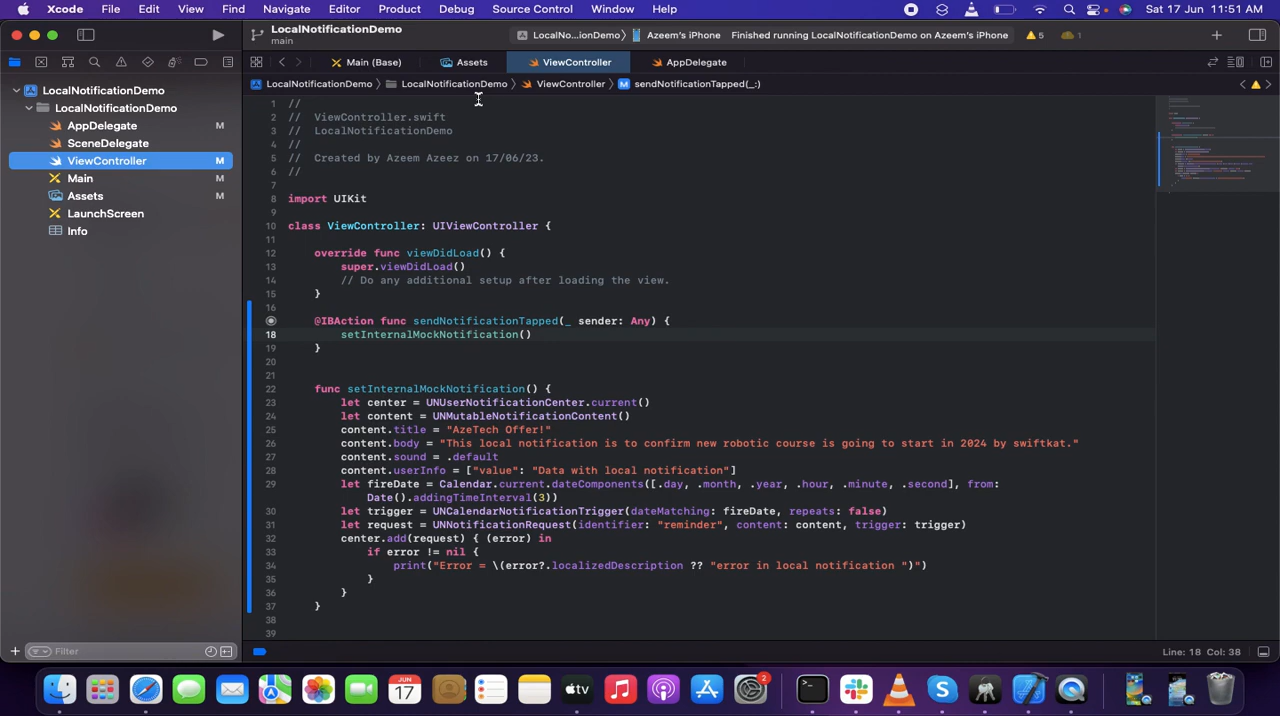 Xcode File Edit View Find Navigate Editor Product Debug Source Control Window Help Sat 17 Jun 11:51 AM
LocalNotificationDemo
main
LocalNo...ionDemo 〉 Azeem's iPhone Finished running LocalNotificationDemo on Azeem's iPhone 5 1
Main (Base) Assets ViewController AppDelegate
LocalNotificationDemo 〉 LocalNotificationDemo 〉 ViewController 〉 M sendNotificationTapped(_:)
LocalNotificationDemo
LocalNotificationDemo
AppDelegate M
SceneDelegate
ViewController M
Main M
Assets M
LaunchScreen
Info
1 //
2 // ViewController.swift
3 // LocalNotificationDemo
4 //
5 // Created by Azeem Azeez on 17/06/23.
6 //
7
8 import UIKit
9
10 class ViewController: UIViewController {
11
12 override func viewDidLoad() {
13 super.viewDidLoad()
14 // Do any additional setup after loading the view.
15 }
16
@IBAction func sendNotificationTapped(_ sender: Any) {
18 setInternalMockNotification()
19 }
20
21
22 func setInternalMockNotification() {
23 let center = UNUserNotificationCenter.current()
24 let content = UNMutableNotificationContent()
25 content.title = "AzeTech Offer!"
26 content.body = "This local notification is to confirm new robotic course is going to start in 2024 by swiftkat."
27 content.sound = .default
28 content.userInfo = ["value": "Data with local notification"]
29 let fireDate = Calendar.current.dateComponents([.day, .month, .year, .hour, .minute, .second], from:
Date().addingTimeInterval(3))
30 let trigger = UNCalendarNotificationTrigger(dateMatching: fireDate, repeats: false)
31 let request = UNNotificationRequest(identifier: "reminder", content: content, trigger: trigger)
32 center.add(request) { (error) in
33 if error != nil {
34 print("Error = \(error?.localizedDescription ?? "error in local notification ")")
35 }
36 }
37 }
38
39
Filter
Line: 18 Col: 38
JUN
17
tv
2